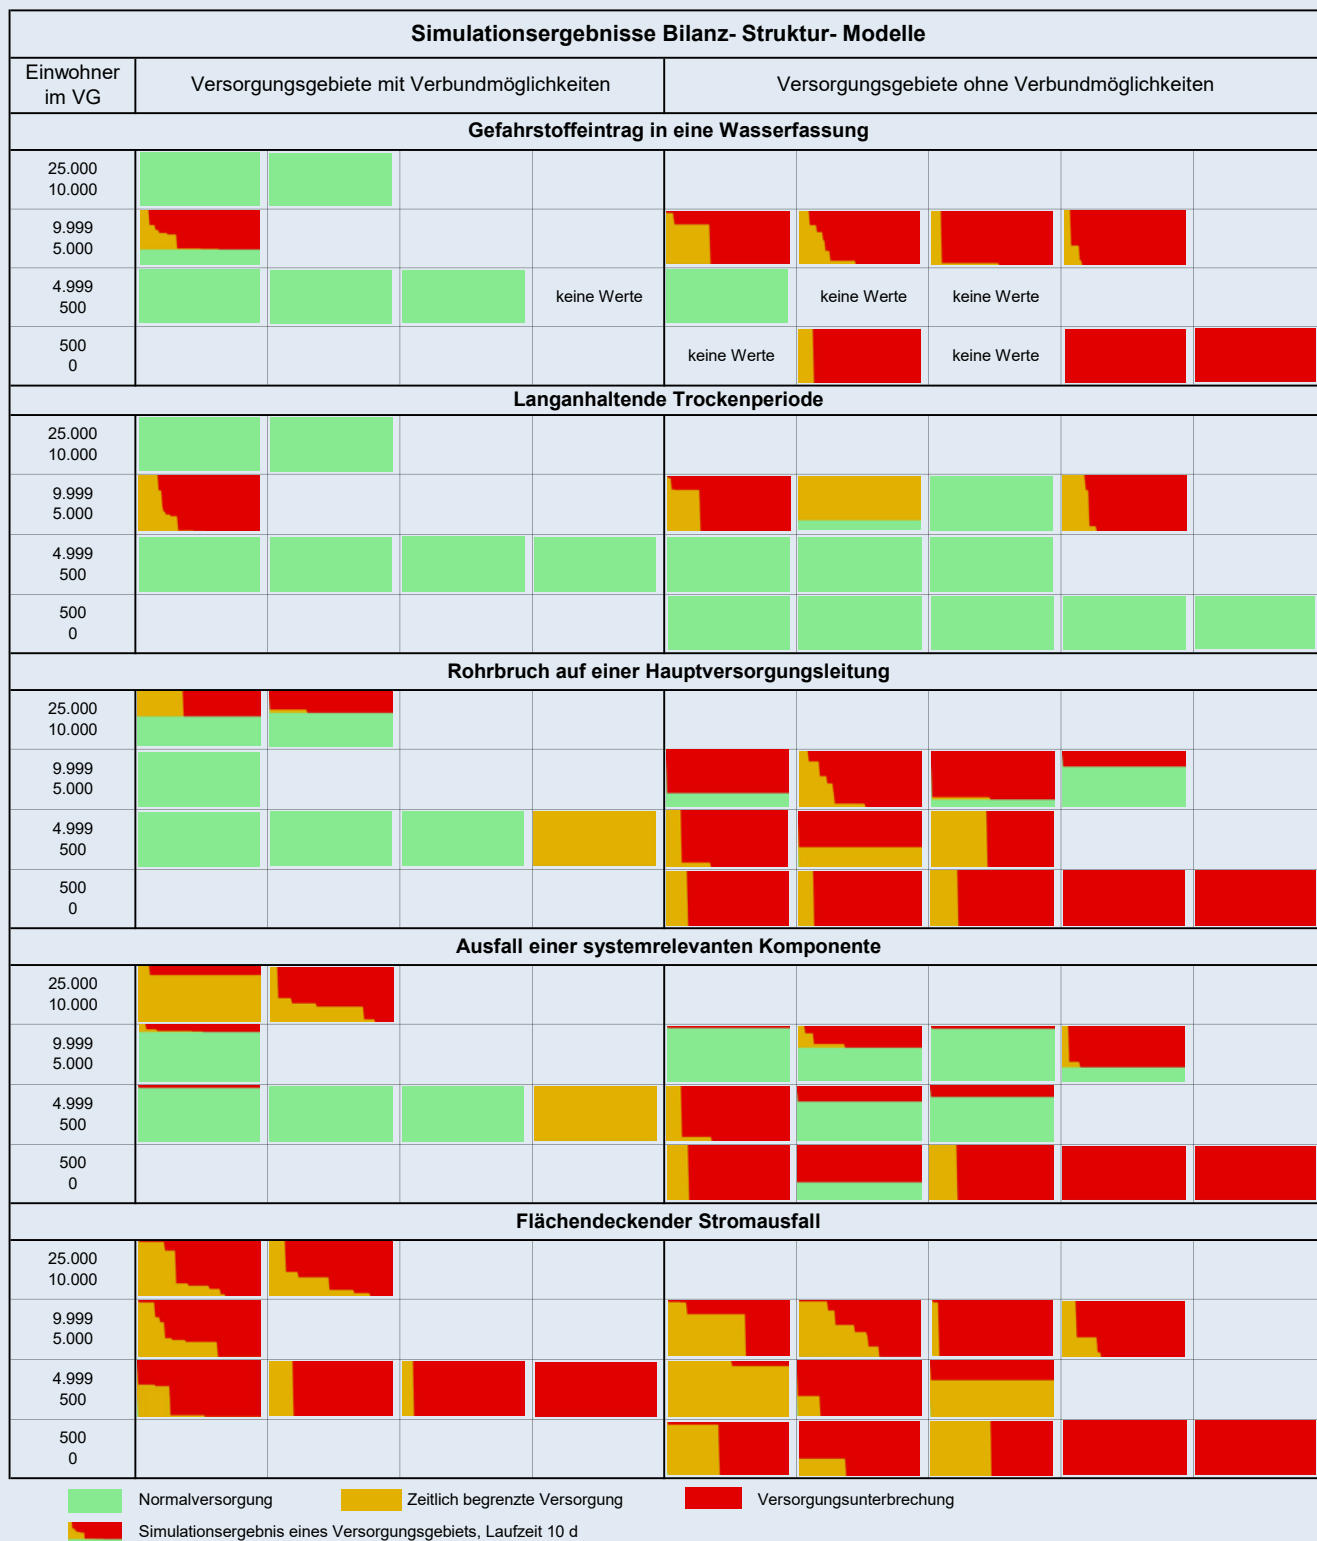 Simulationsergebnisse Bilanz- Struktur- Modelle
Einwohner
im VG
Versorgungsgebiete mit Verbundmöglichkeiten
Versorgungsgebiete ohne Verbundmöglichkeiten
Gefahrstoffeintrag in eine Wasserfassung
25.000
10.000
9.999
5.000
4.999
500
keine Werte
keine Werte
keine Werte
500
0
keine Werte
keine Werte
Langanhaltende Trockenperiode
25.000
10.000
9.999
5.000
4.999
500
500
0
Rohrbruch auf einer Hauptversorgungsleitung
25.000
10.000
9.999
5.000
4.999
500
500
0
Ausfall einer systemrelevanten Komponente
25.000
10.000
9.999
5.000
4.999
500
500
0
Flächendeckender Stromausfall
25.000
10.000
9.999
5.000
4.999
500
500
0
Normalversorgung
Zeitlich begrenzte Versorgung
Versorgungsunterbrechung
Simulationsergebnis eines Versorgungsgebiets, Laufzeit 10 d